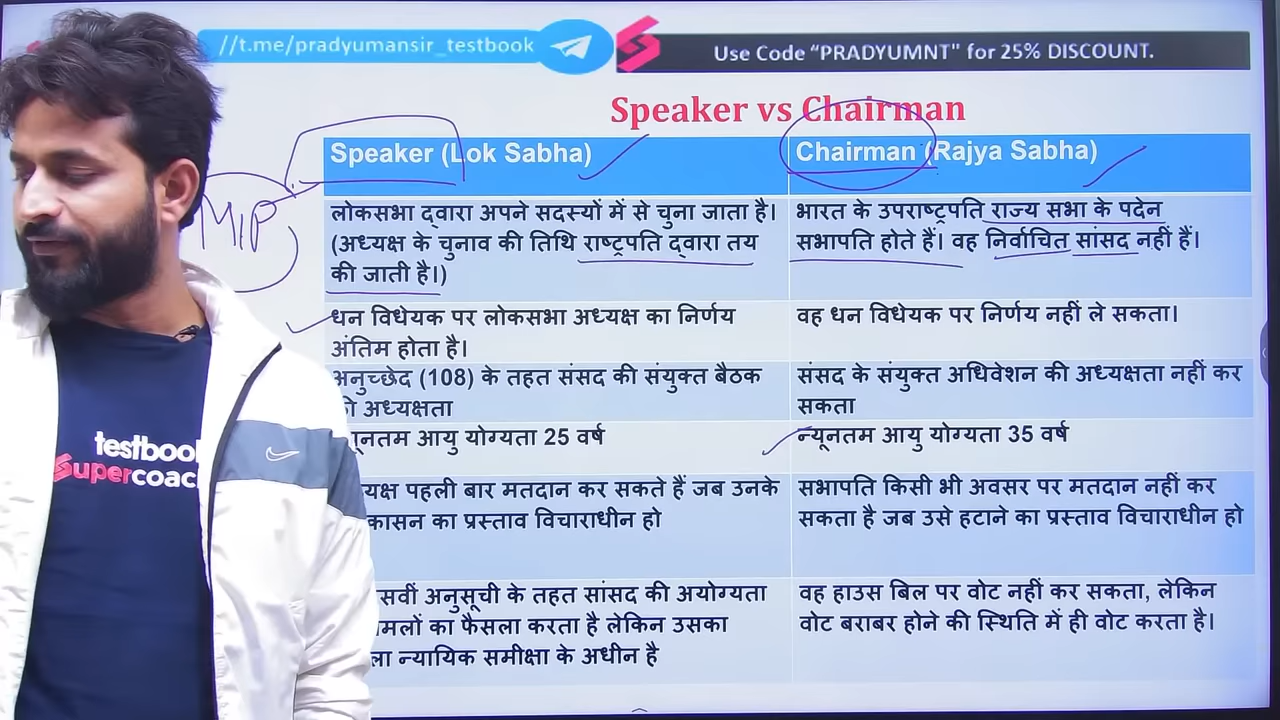 //t.me/pradyumansir_testbook
Use Code “PRADYUMNT" for 25% DISCOUNT.
Speaker vs Chairman
Speaker (Lok Sabha)
Chairman (Rajya Sabha)
M.P
लोकसभा द्वारा अपने सदस्यों में से चुना जाता है।
(अध्यक्ष के चुनाव की तिथि राष्ट्रपति द्वारा तय
की जाती है।)
भारत के उपराष्ट्रपति राज्य सभा के पदेन
सभापति होते हैं। वह निर्वाचित सांसद नहीं हैं।
धन विधेयक पर लोकसभा अध्यक्ष का निर्णय
अंतिम होता है।
वह धन विधेयक पर निर्णय नहीं ले सकता।
अनुच्छेद (108) के तहत संसद की संयुक्त बैठक
अध्यक्षता
संसद के संयुक्त अधिवेशन की अध्यक्षता नहीं कर
सकता
न्यूनतम आयु योग्यता 25 वर्ष
न्यूनतम आयु योग्यता 35 वर्ष
पहली बार मतदान कर सकते हैं जब उनके
का प्रस्ताव विचाराधीन हो
सभापति किसी भी अवसर पर मतदान नहीं कर
सकता है जब उसे हटाने का प्रस्ताव विचाराधीन हो
अनुसूची के तहत सांसद की अयोग्यता
का फैसला करता है लेकिन उसका
न्यायिक समीक्षा के अधीन है
वह हाउस बिल पर वोट नहीं कर सकता, लेकिन
वोट बराबर होने की स्थिति में ही वोट करता है।
testbook
Supercoach